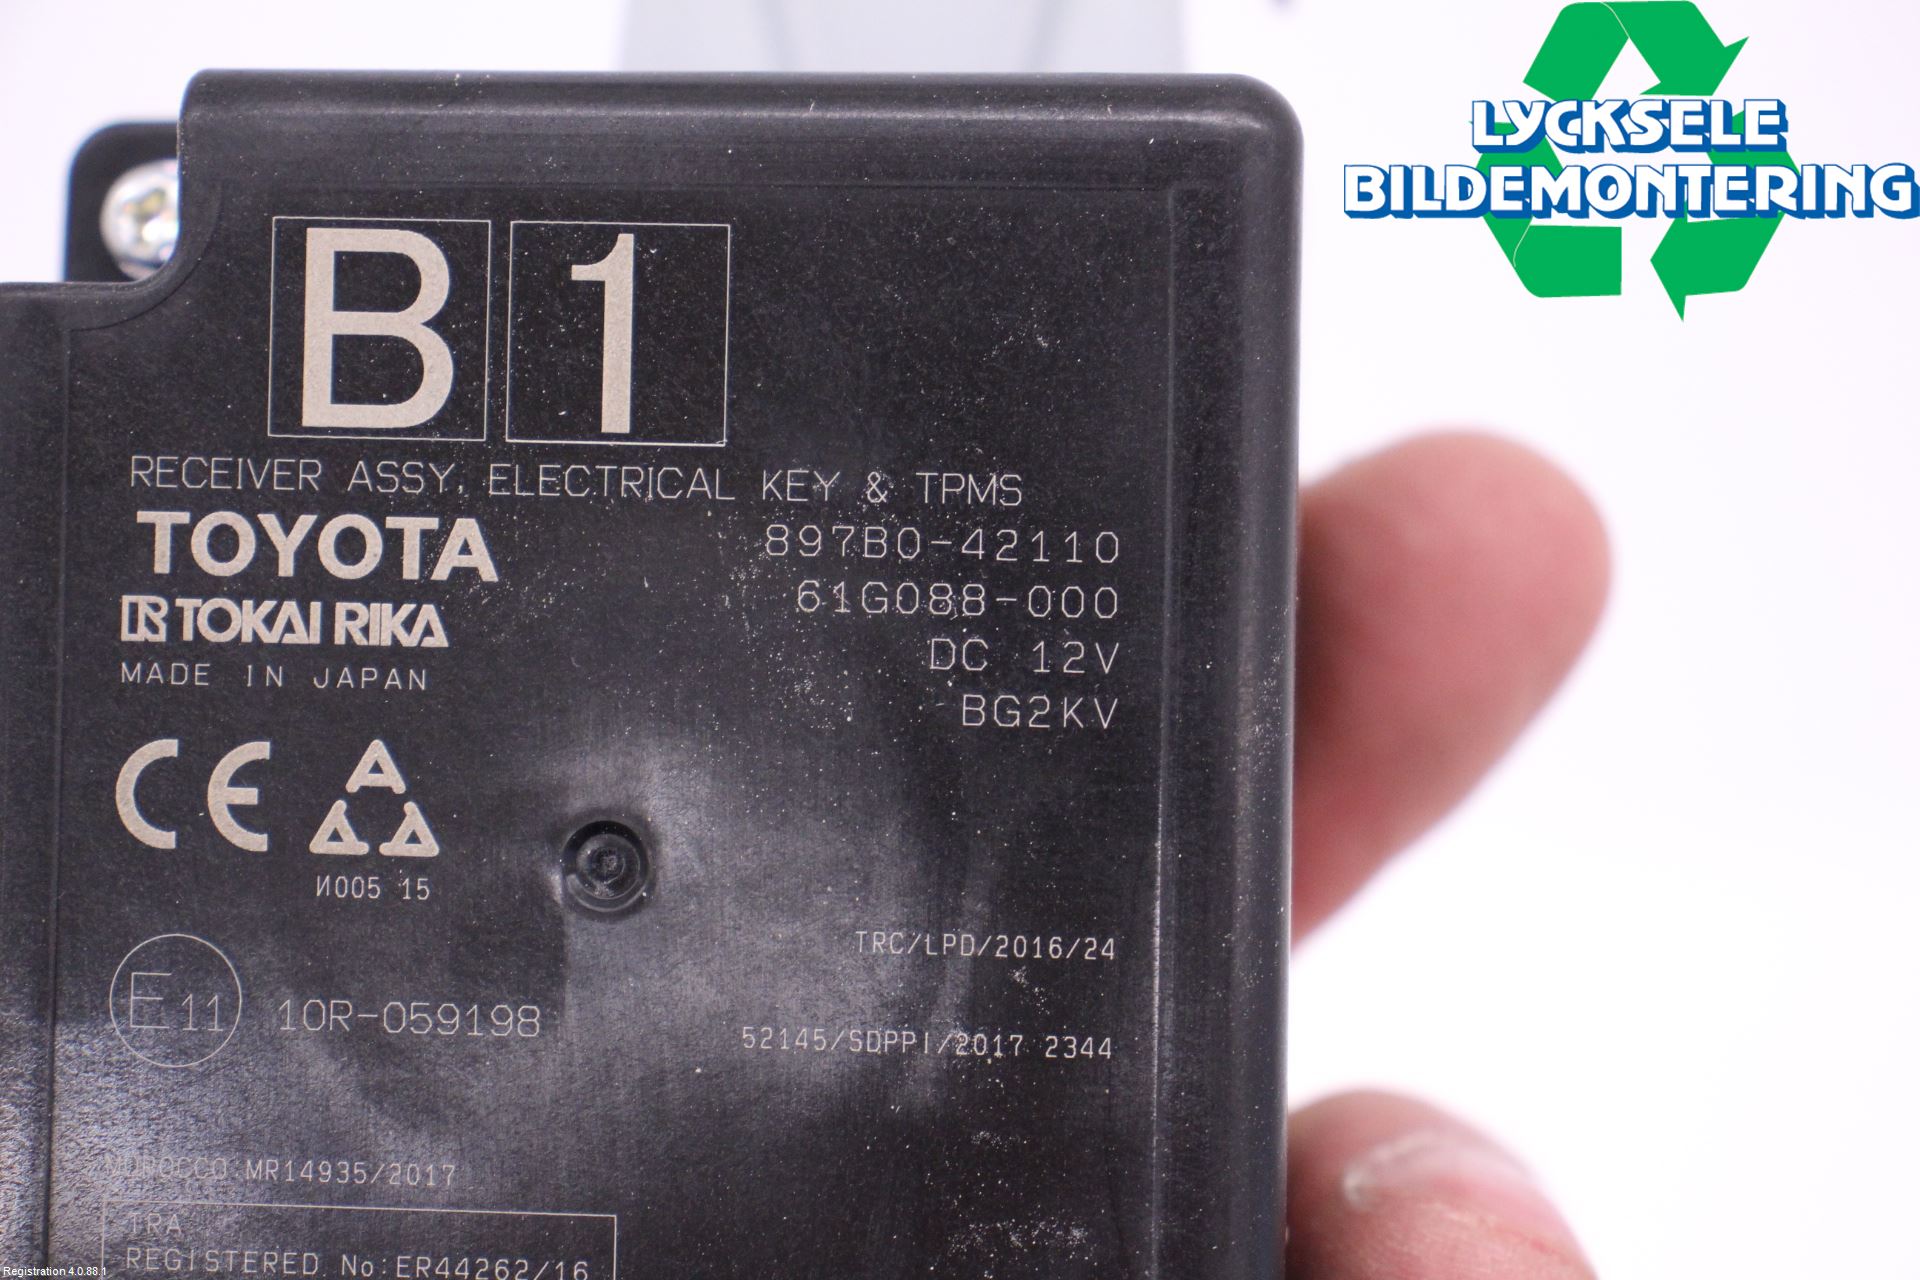 LYCKSELE
BILDEMONTERING
B 1
RECEIVER ASSY, ELECTRICAL KEY & TPMS
TOYOTA
897B0-42110
61G088-000
TOKAI RIKA
DC 12V
MADE IN JAPAN
BG2KV
CE
И005 15
TRC/LPD/2016/24
E11 10R-059198
52145/SDPPI/2017 2344
MOROCCO:MR14935/2017
TRA
REGISTERED No:ER44262/16
Registration 4.0.88.1